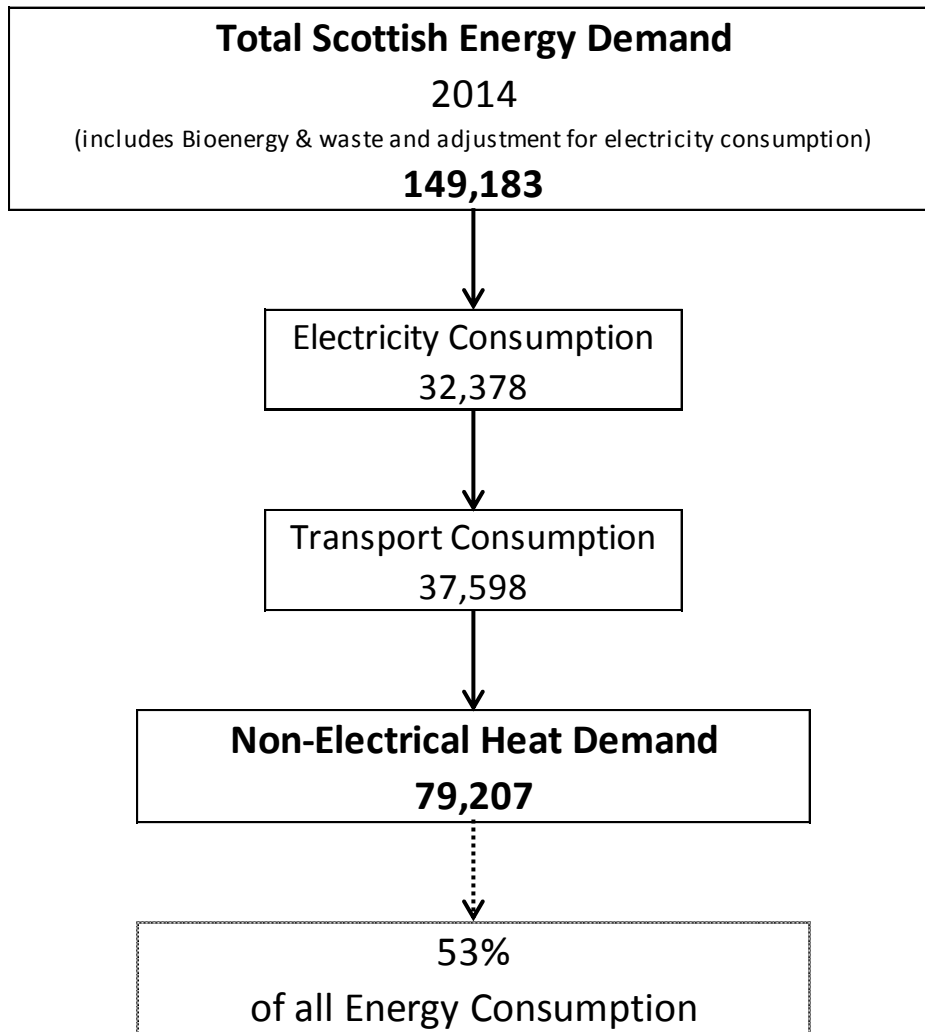 Total Scottish Energy Demand
2014
(includes Bioenergy & waste and adjustment for electricity consumption)
149,183
Electricity Consumption
32,378
Transport Consumption
37,598
Non-Electrical Heat Demand
79,207
53%
of all Energy Consumption